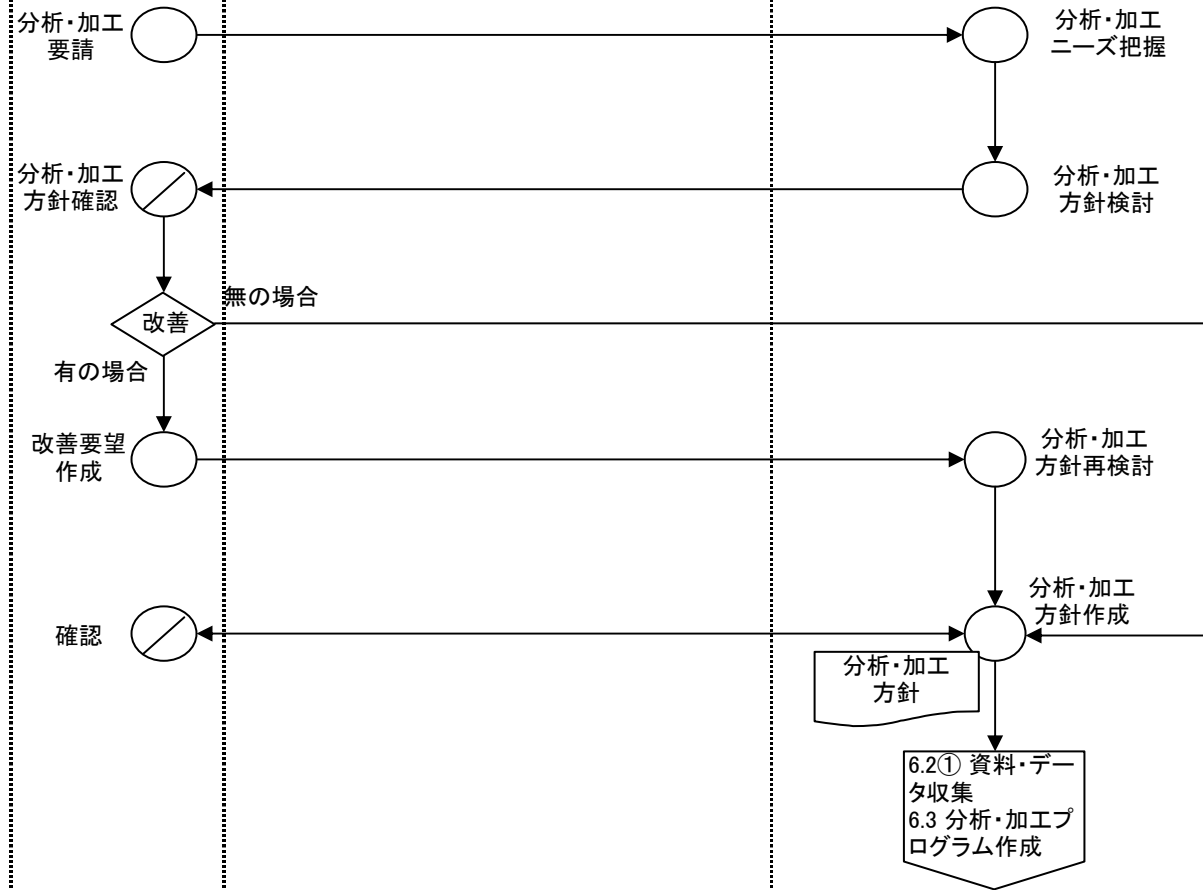 分析・加工
要請
分析・加工
ニーズ把握
分析・加工
方針確認
分析・加工
方針検討
無の場合
改善
有の場合
改善要望
作成
分析・加工
方針再検討
分析・加工
方針作成
確認
分析・加工
方針
6.2① 資料・デー
タ収集
6.3 分析・加工プ
ログラム作成